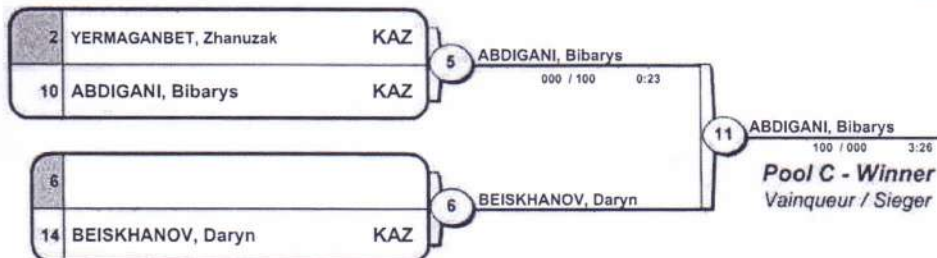 2 YERMAGANBET, Zhanuzak KAZ
10 ABDIGANI, Bibarys KAZ
5 ABDIGANI, Bibarys
000 / 100 0:23
11 ABDIGANI, Bibarys
100 / 000 3:26
Pool C - Winner
Vainqueur / Sieger
6
14 BEISKHANOV, Daryn KAZ
6 BEISKHANOV, Daryn